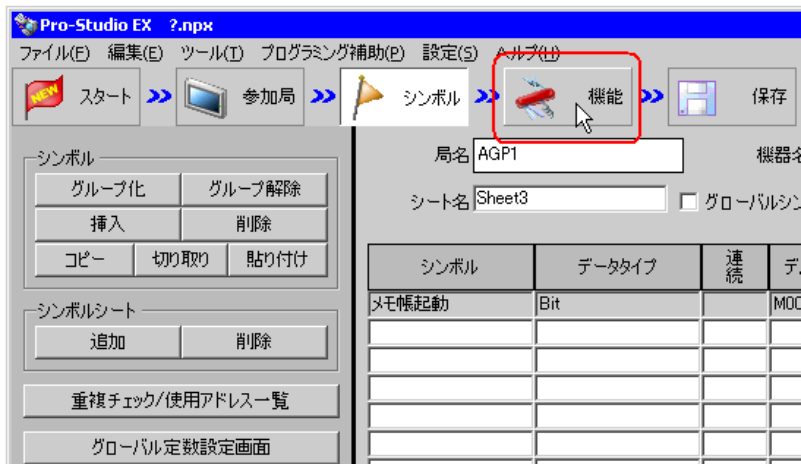 Pro-Studio EX ?.npx
ファイル(F) 編集(E) ツール(T) プログラミング補助(P) 設定(S) ヘルプ(H)
NEW スタート 参加局 シンボル 機能 保存
シンボル
グループ化 グループ解除
挿入 削除
コピー 切り取り 貼り付け
シンボルシート
追加 削除
重複チェック/使用アドレス一覧
グローバル定数設定画面
局名 AGP1 機器名
シート名 Sheet3 グローバルシン
シンボル データタイプ 連続 デ
メモ帳起動 Bit M00